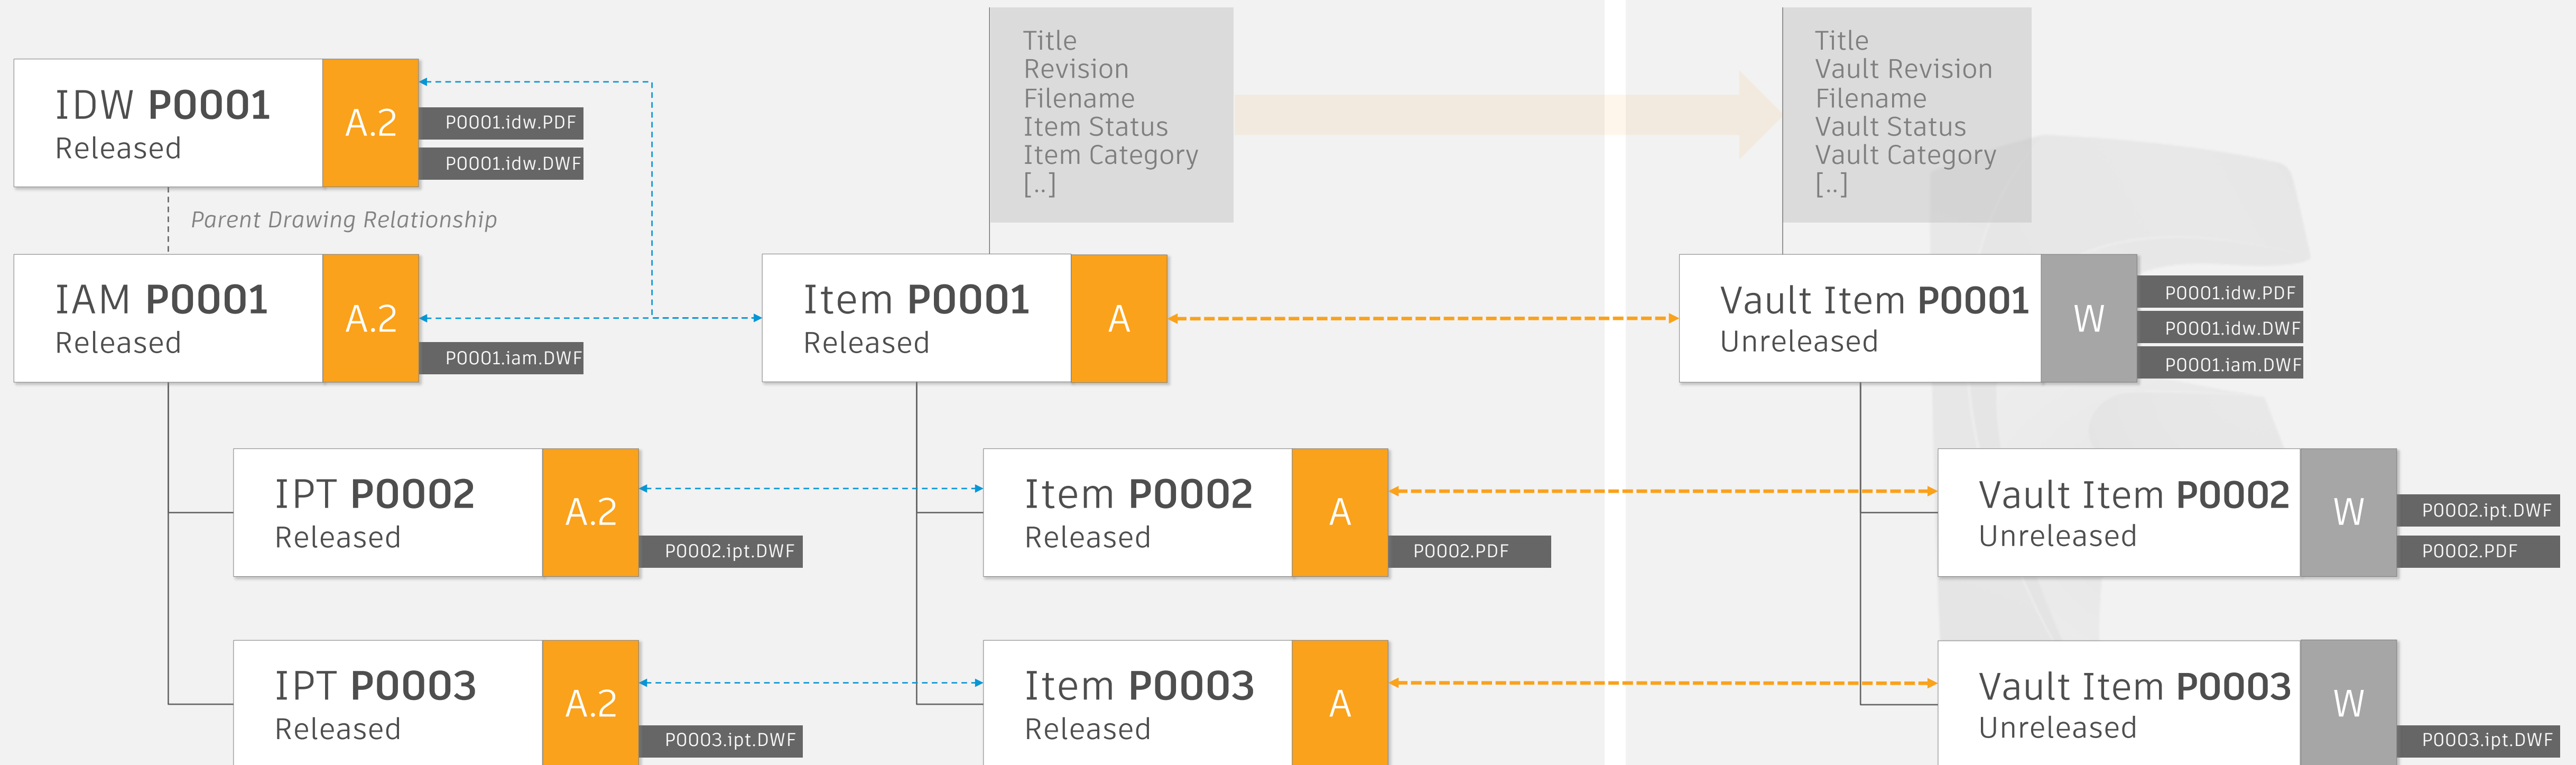 Title
Revision
Filename
Item Status
Item Category
[..]
Title
Vault Revision
Filename
Vault Status
Vault Category
[..]
IDW P0001
Released
A.2
P0001.idw.PDF
P0001.idw.DWF
Parent Drawing Relationship
IAM P0001
Released
A.2
P0001.iam.DWF
Item P0001
Released
A
Vault Item P0001
Unreleased
W
P0001.idw.PDF
P0001.idw.DWF
P0001.iam.DWF
IPT P0002
Released
A.2
P0002.ipt.DWF
Item P0002
Released
A
P0002.PDF
Vault Item P0002
Unreleased
W
P0002.ipt.DWF
P0002.PDF
IPT P0003
Released
A.2
P0003.ipt.DWF
Item P0003
Released
A
Vault Item P0003
Unreleased
W
P0003.ipt.DWF